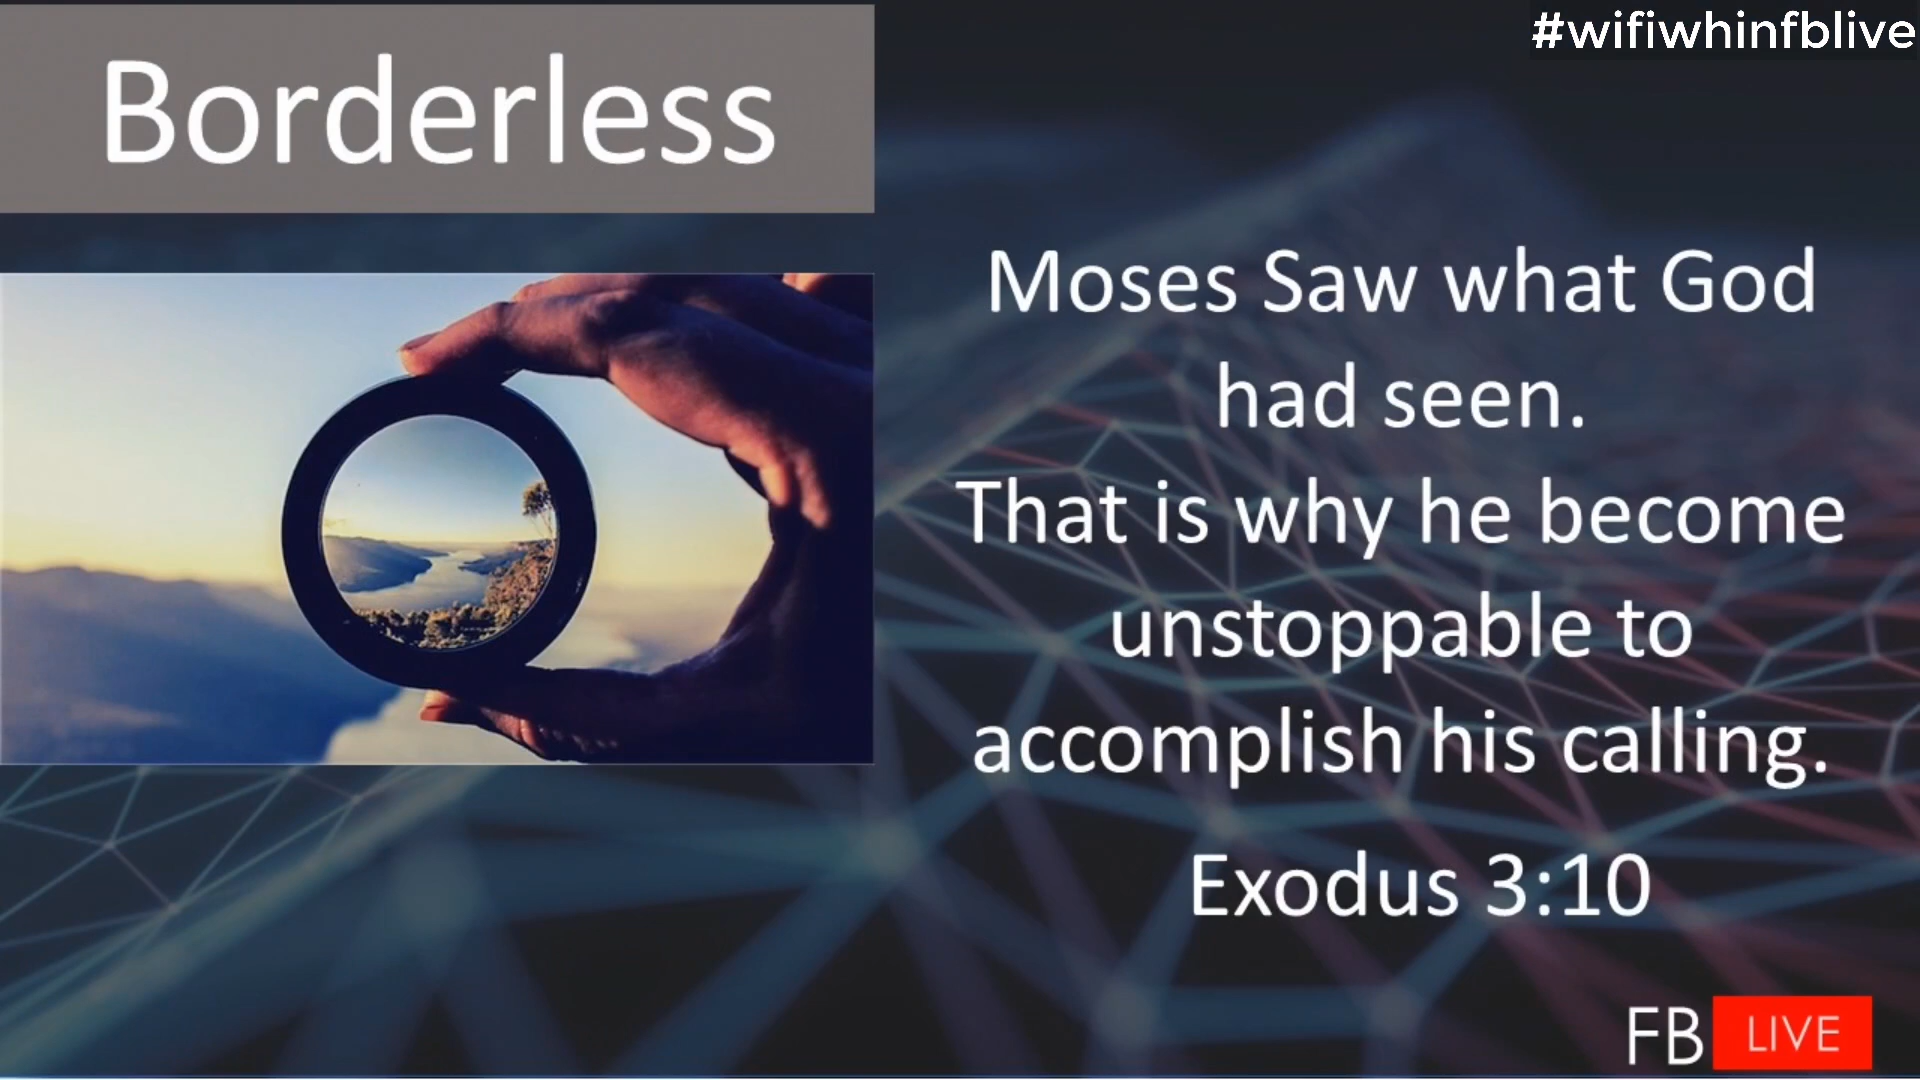 #wifiwhinfblive
Borderless
Moses Saw what God
had seen.
That is why he become
unstoppable to
accomplish his calling.
Exodus 3:10
FB LIVE